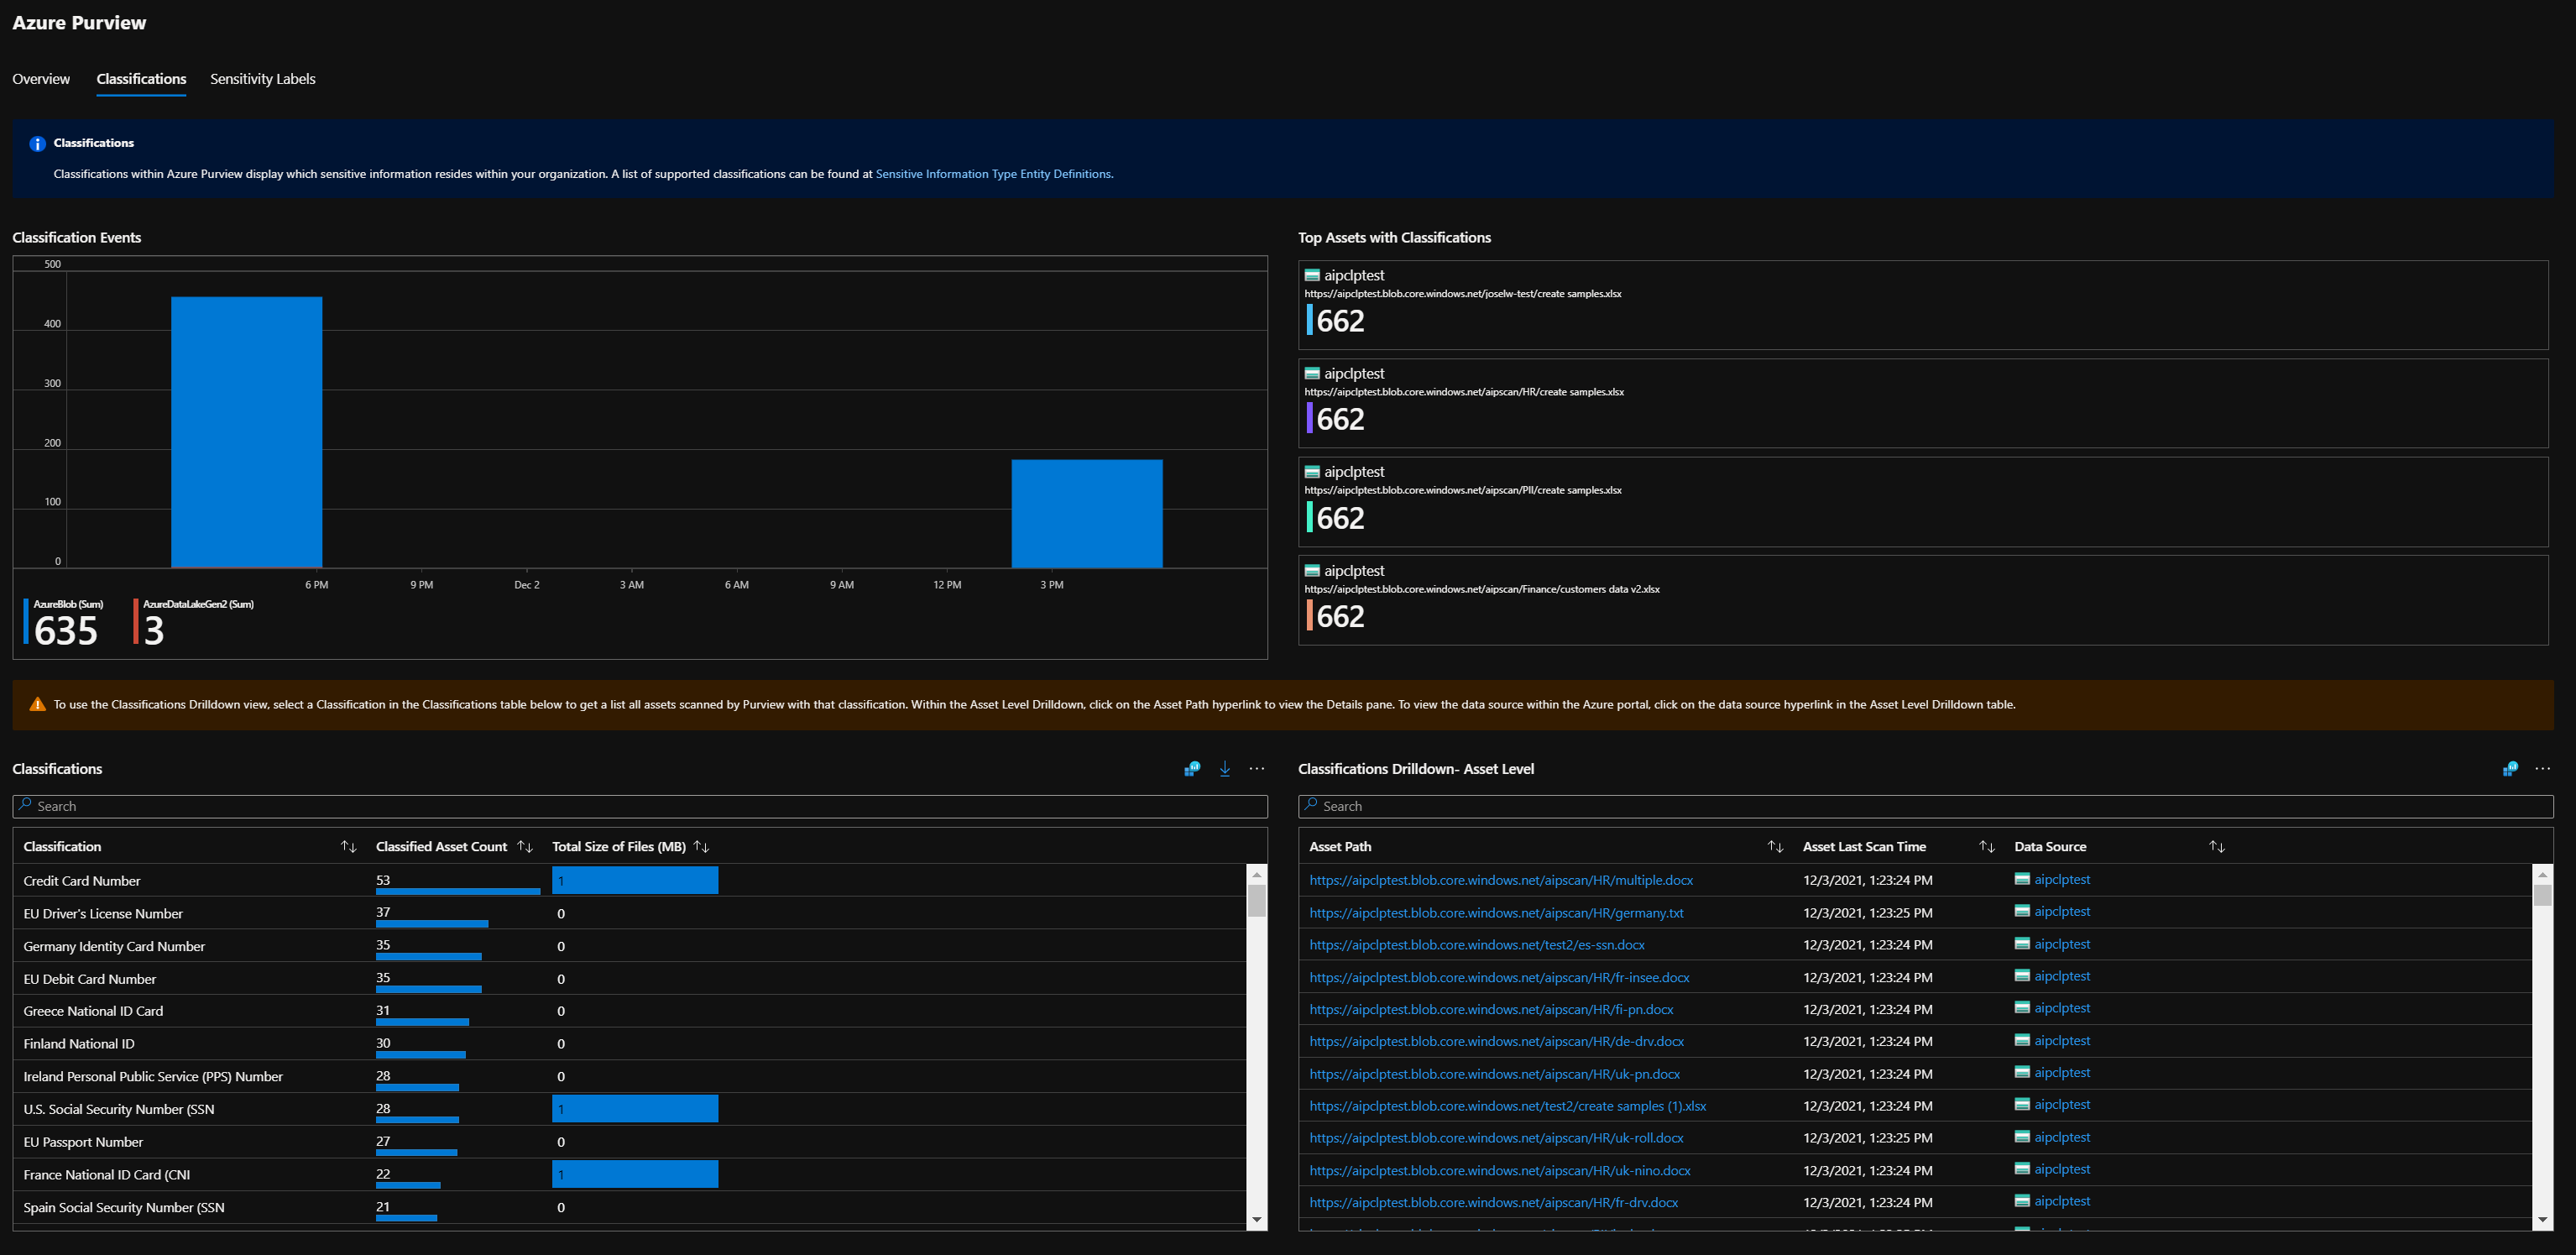 Azure Purview
Overview Classifications Sensitivity Labels
Classifications
Classifications within Azure Purview display which sensitive information resides within your organization. A list of supported classifications can be found at Sensitive Information Type Entity Definitions.
Classification Events
500
400
300
200
100
0
6 PM 9 PM Dec 2 3 AM 6 AM 9 AM 12 PM 3 PM
AzureBlob (Sum) AzureDataLakeGen2 (Sum)
635 3
Top Assets with Classifications
aipclptest
https://aipclptest.blob.core.windows.net/joselw-test/create samples.xlsx
662
aipclptest
https://aipclptest.blob.core.windows.net/aipscan/HR/create samples.xlsx
662
aipclptest
https://aipclptest.blob.core.windows.net/aipscan/PII/create samples.xlsx
662
aipclptest
https://aipclptest.blob.core.windows.net/aipscan/Finance/customers data v2.xlsx
662
To use the Classifications Drilldown view, select a Classification in the Classifications table below to get a list all assets scanned by Purview with that classification. Within the Asset Level Drilldown, click on the Asset Path hyperlink to view the Details pane. To view the data source within the Azure portal, click on the data source hyperlink in the Asset Level Drilldown table.
Classifications
Search
Classification Classified Asset Count Total Size of Files (MB)
Credit Card Number 53 1
EU Driver's License Number 37 0
Germany Identity Card Number 35 0
EU Debit Card Number 35 0
Greece National ID Card 31 0
Finland National ID 30 0
Ireland Personal Public Service (PPS) Number 28 0
U.S. Social Security Number (SSN 28 1
EU Passport Number 27 0
France National ID Card (CNI 22 1
Spain Social Security Number (SSN 21 0
Classifications Drilldown- Asset Level
Search
Asset Path Asset Last Scan Time Data Source
https://aipclptest.blob.core.windows.net/aipscan/HR/multiple.docx 12/3/2021, 1:23:24 PM aipclptest
https://aipclptest.blob.core.windows.net/aipscan/HR/germany.txt 12/3/2021, 1:23:25 PM aipclptest
https://aipclptest.blob.core.windows.net/test2/es-ssn.docx 12/3/2021, 1:23:24 PM aipclptest
https://aipclptest.blob.core.windows.net/aipscan/HR/fr-insee.docx 12/3/2021, 1:23:24 PM aipclptest
https://aipclptest.blob.core.windows.net/aipscan/HR/fi-pn.docx 12/3/2021, 1:23:24 PM aipclptest
https://aipclptest.blob.core.windows.net/aipscan/HR/de-drv.docx 12/3/2021, 1:23:24 PM aipclptest
https://aipclptest.blob.core.windows.net/aipscan/HR/uk-pn.docx 12/3/2021, 1:23:24 PM aipclptest
https://aipclptest.blob.core.windows.net/test2/create samples (1).xlsx 12/3/2021, 1:23:24 PM aipclptest
https://aipclptest.blob.core.windows.net/aipscan/HR/uk-roll.docx 12/3/2021, 1:23:25 PM aipclptest
https://aipclptest.blob.core.windows.net/aipscan/HR/uk-nino.docx 12/3/2021, 1:23:24 PM aipclptest
https://aipclptest.blob.core.windows.net/aipscan/HR/fr-drv.docx 12/3/2021, 1:23:24 PM aipclptest